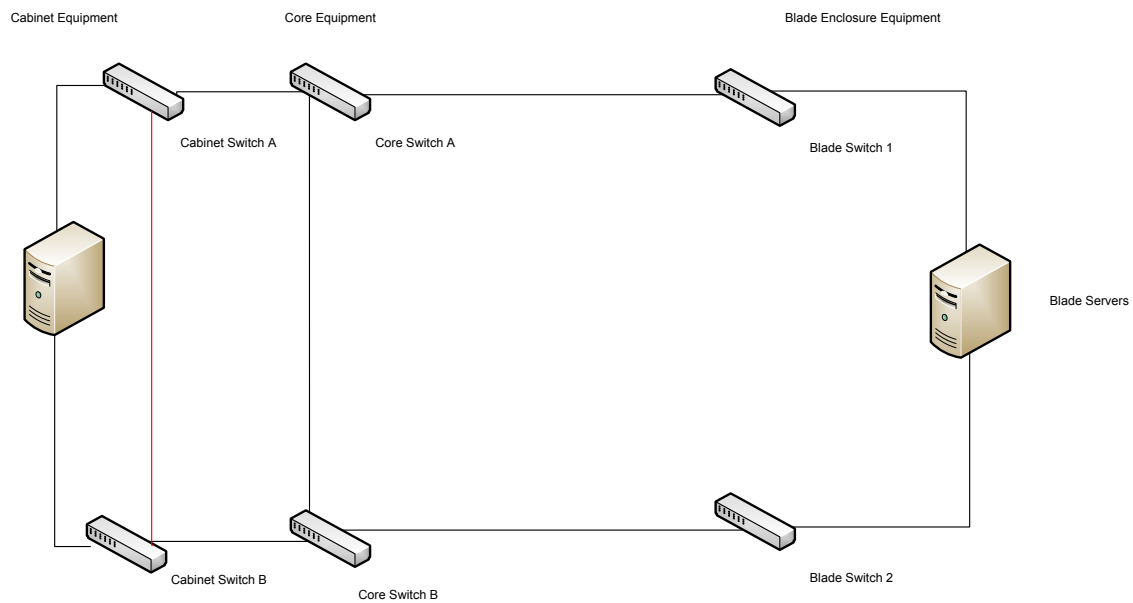 Cabinet Equipment
Core Equipment
Blade Enclosure Equipment
Cabinet Switch A
Core Switch A
Blade Switch 1
Blade Servers
Cabinet Switch B
Core Switch B
Blade Switch 2